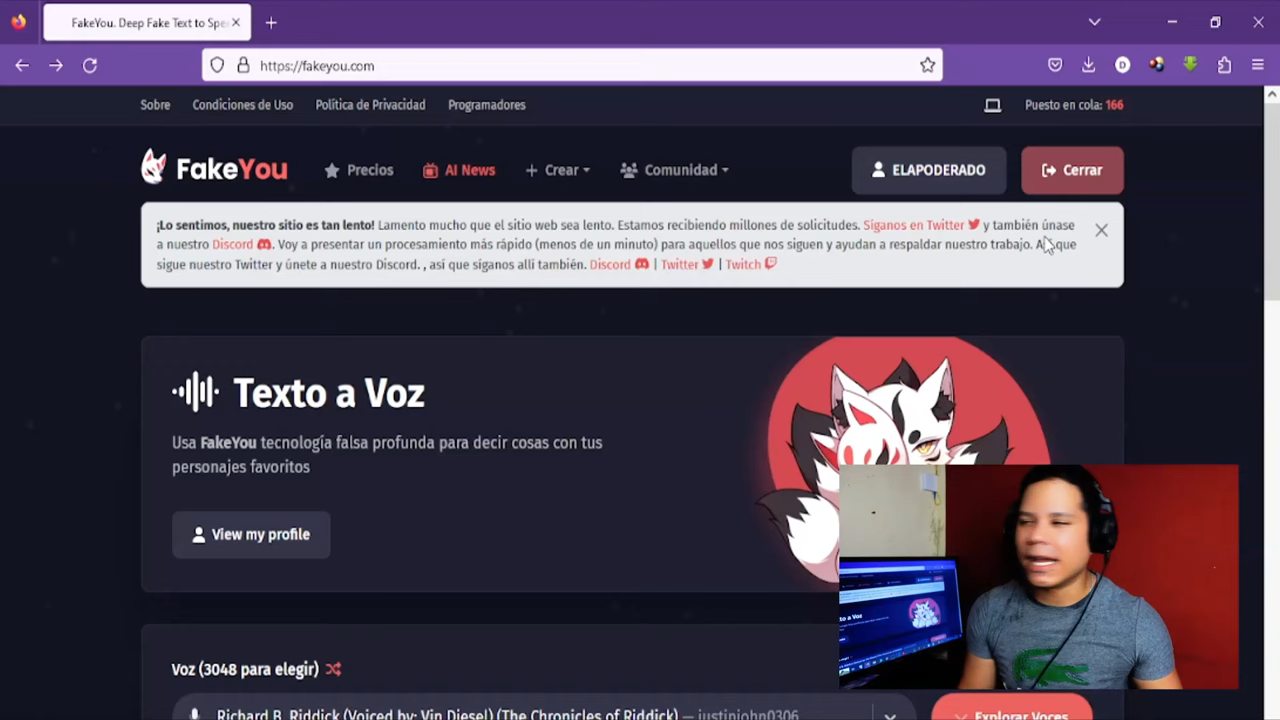 FakeYou. Deep Fake Text to Spe
https://fakeyou.com
Sobre Condiciones de Uso Política de Privacidad Programadores Puesto en cola: 166
FakeYou Precios AI News Crear Comunidad ELAPODERADO Cerrar
¡Lo sentimos, nuestro sitio es tan lento! Lamento mucho que el sitio web sea lento. Estamos recibiendo millones de solicitudes. Síganos en Twitter y también únase
a nuestro Discord . Voy a presentar un procesamiento más rápido (menos de un minuto) para aquellos que nos siguen y ayudan a respaldar nuestro trabajo. que
sigue nuestro Twitter y únete a nuestro Discord. , así que síganos allí también. Discord | Twitter | Twitch
Texto a Voz
Usa FakeYou tecnología falsa profunda para decir cosas con tus
personajes favoritos
View my profile
Voz (3048 para elegir)
Richard B. Riddick (Voiced by: Vin Diesel) (The Chronicles of Riddick) — justinjohn0306 Explorar Voces